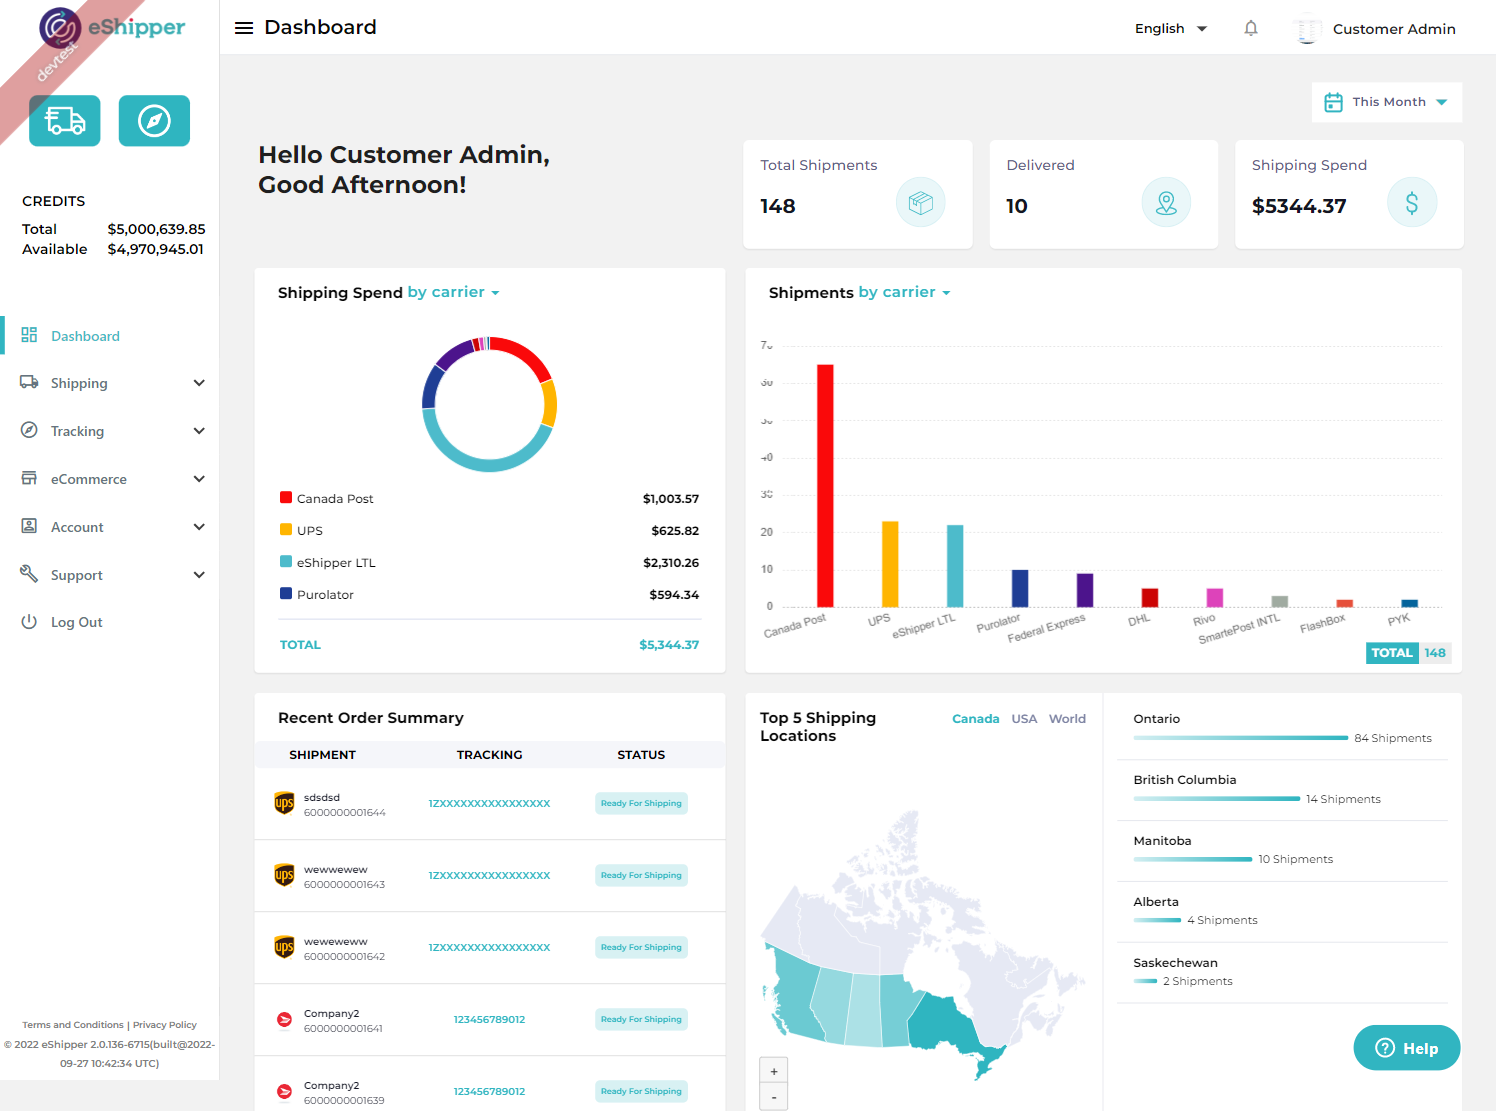 eShipper
devtest
Dashboard
English
Customer Admin
This Month
Hello Customer Admin,
Good Afternoon!
Total Shipments
148
Delivered
10
Shipping Spend
$5344.37
CREDITS
Total $5,000,639.85
Available $4,970,945.01
Dashboard
Shipping
Tracking
eCommerce
Account
Support
Log Out
Terms and Conditions | Privacy Policy
© 2022 eShipper 2.0.136-6715(built@2022-
09-27 10:42:34 UTC)
Shipping Spend by carrier
Canada Post $1,003.57
UPS $625.82
eShipper LTL $2,310.26
Purolator $594.34
TOTAL $5,344.37
Shipments by carrier
20
10
0
Canada Post
UPS
eShipper LTL
Purolator
Federal Express
DHL
Rivo
SmartePost INTL
FlashBox
PYK
TOTAL 148
Recent Order Summary
SHIPMENT TRACKING STATUS
sdsdsd
6000000001644
1ZXXXXXXXXXXXXXXXX
Ready For Shipping
wewwewew
6000000001643
1ZXXXXXXXXXXXXXXXX
Ready For Shipping
weweweww
6000000001642
1ZXXXXXXXXXXXXXXXX
Ready For Shipping
Company2
6000000001641
123456789012
Ready For Shipping
Company2
6000000001639
123456789012
Ready For Shipping
ups
ups
ups
Top 5 Shipping
Locations
Canada USA World
+
-
Ontario
84 Shipments
British Columbia
14 Shipments
Manitoba
10 Shipments
Alberta
4 Shipments
Saskechewan
2 Shipments
Help